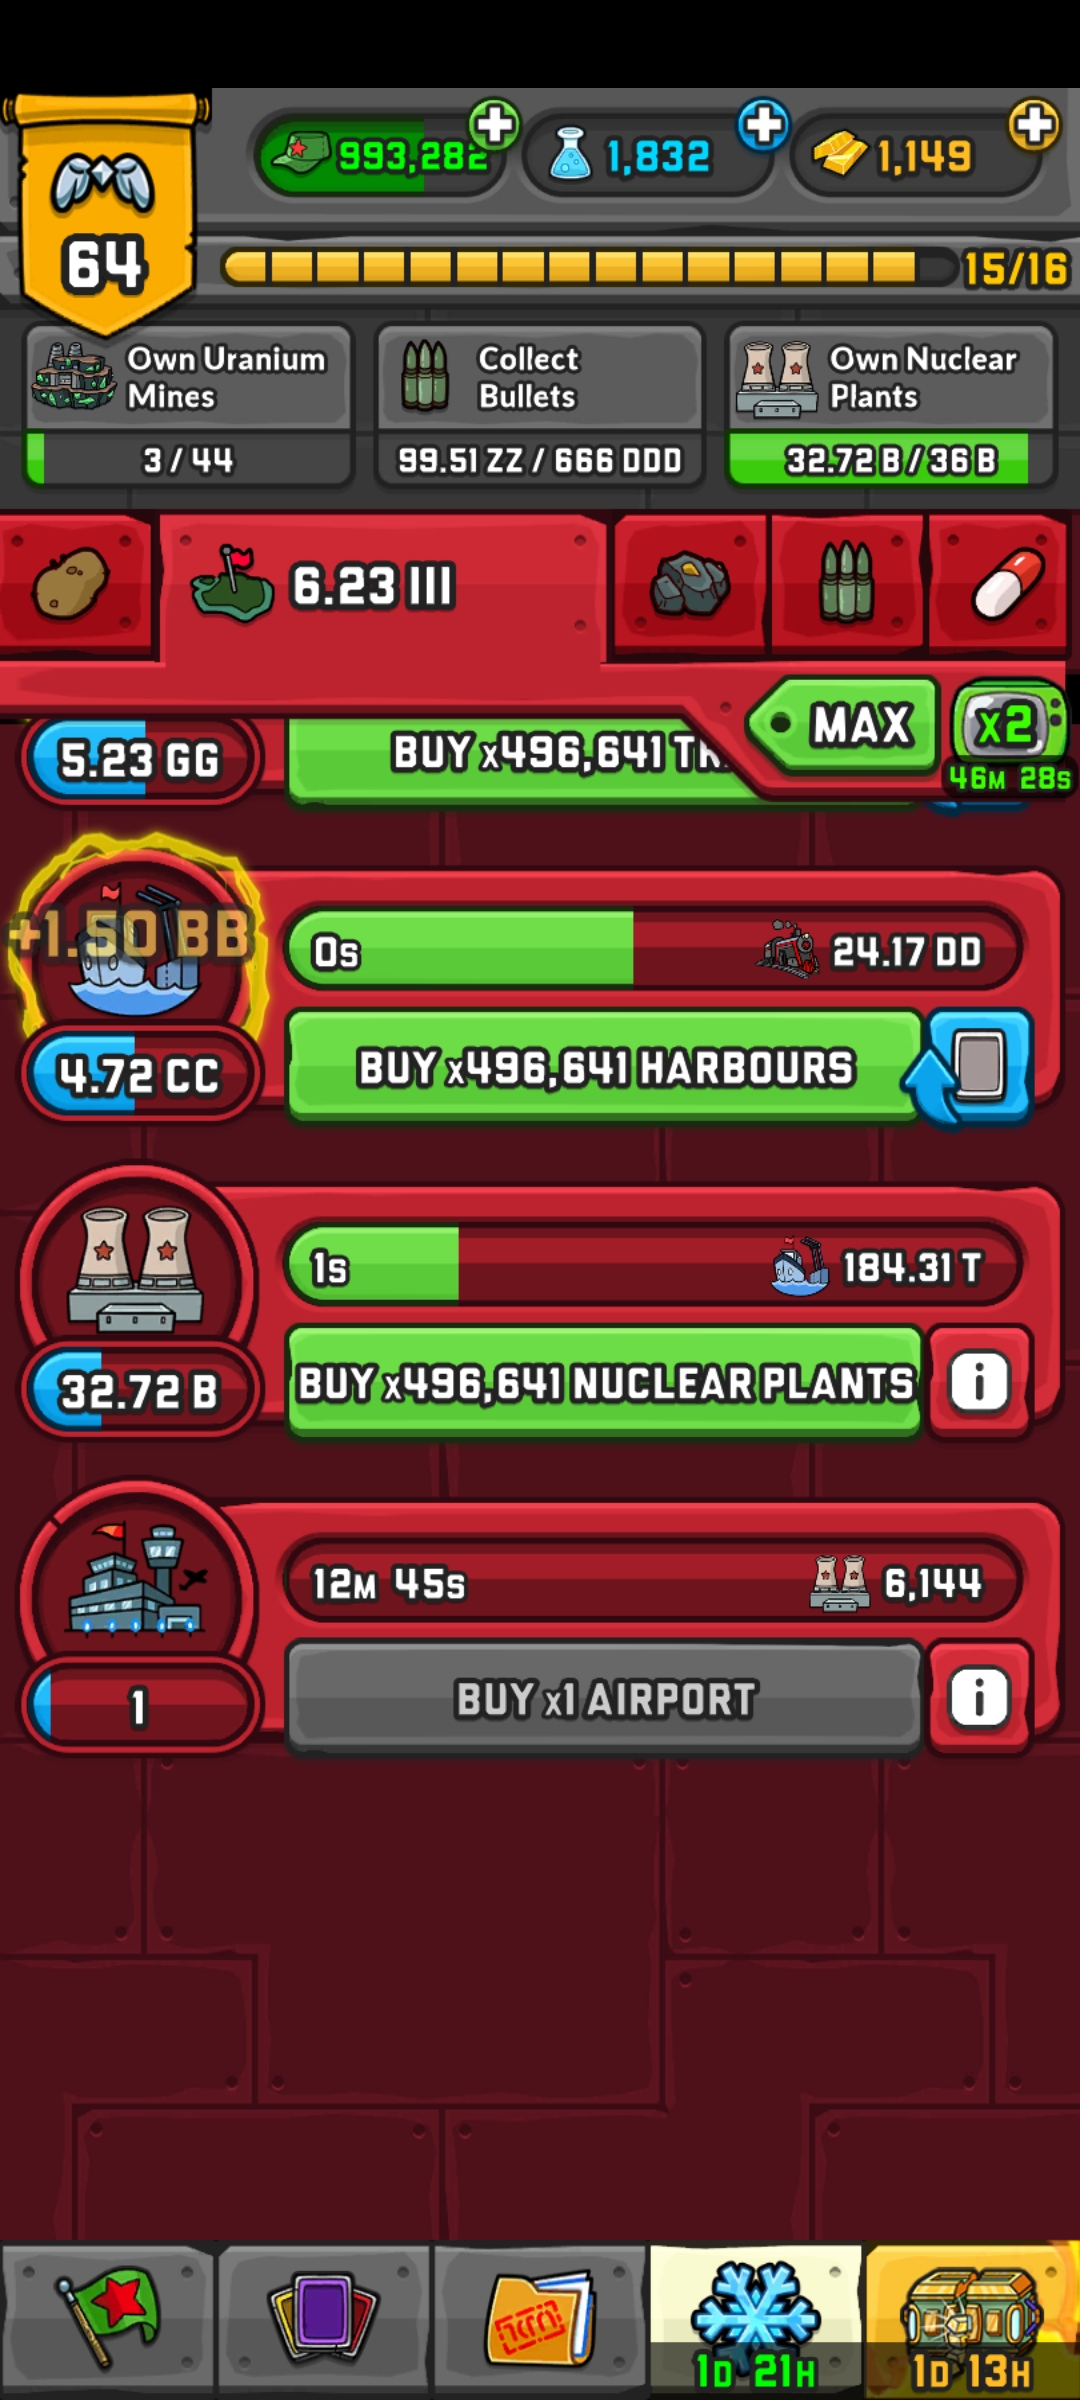 993,282
1,832
1,149
64
15/16
Own Uranium
Mines
3 / 44
Collect
Bullets
99.51 ZZ / 666 DDD
Own Nuclear
Plants
32.72 B / 36 B
6.23 III
MAX
x2
46M 28S
5.23 GG
BUY x496,641
+1.50 BB
0s
24.17 DD
4.72 CC
BUY x496,641 HARBOURS
1s
184.31 T
32.72 B
BUY x496,641 NUCLEAR PLANTS
i
12M 45S
6,144
1
BUY x1 AIRPORT
i
1D 21H
1D 13H